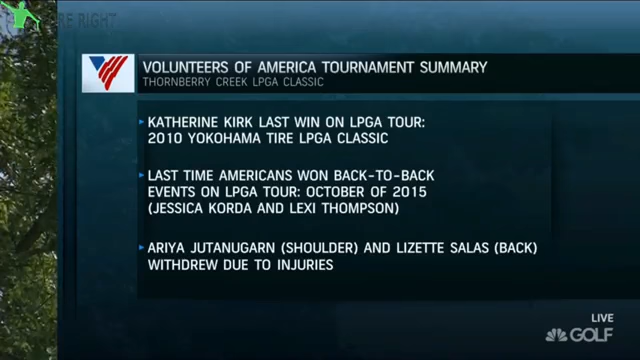 RE RIGHT
VOLUNTEERS OF AMERICA TOURNAMENT SUMMARY
THORNBERRY CREEK LPGA CLASSIC
KATHERINE KIRK LAST WIN ON LPGA TOUR:
2010 YOKOHAMA TIRE LPGA CLASSIC
LAST TIME AMERICANS WON BACK-TO-BACK
EVENTS ON LPGA TOUR: OCTOBER OF 2015
(JESSICA KORDA AND LEXI THOMPSON)
ARIYA JUTANUGARN (SHOULDER) AND LIZETTE SALAS (BACK)
WITHDREW DUE TO INJURIES
LIVE
GOLF